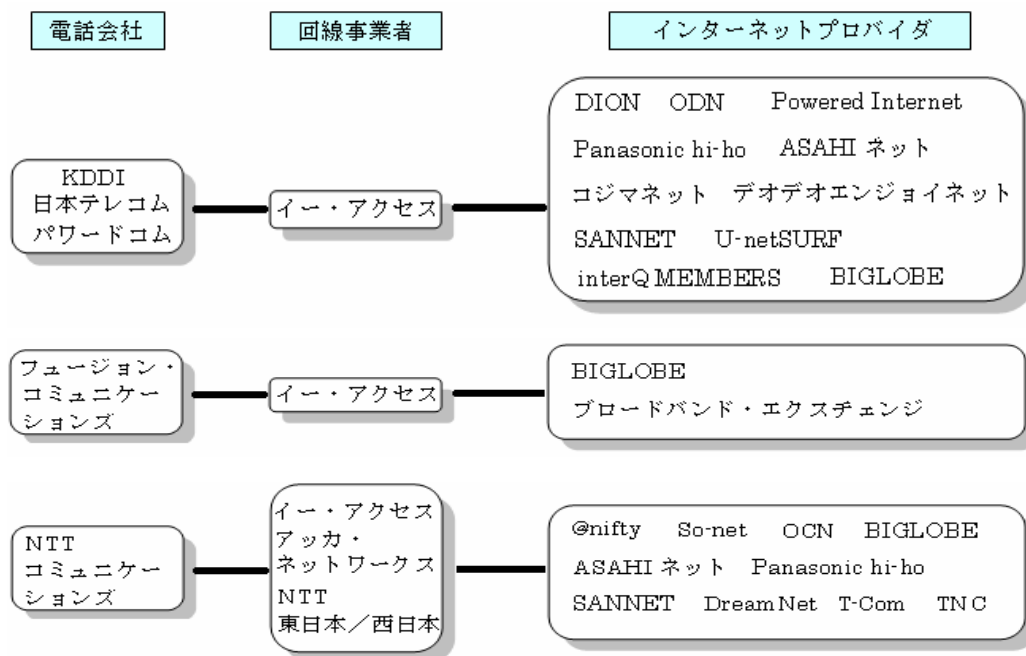 電話会社 回線事業者 インターネットプロバイダ
KDDI
日本テレコム
パワードコム
イー・アクセス
DION ODN Powered Internet
Panasonic hi-ho ASAHI ネット
コジマネット デオデオエンジョイネット
SANNET U-netSURF
interQ MEMBERS BIGLOBE
フュージョン・
コミュニケー
ションズ
イー・アクセス
BIGLOBE
ブロードバンド・エクスチェンジ
NTT
コミュニケー
ションズ
イー・アクセス
アッカ・
ネットワークス
NTT
東日本／西日本
@nifty So-net OCN BIGLOBE
ASAHI ネット Panasonic hi-ho
SANNET Dream Net T-Com TNC